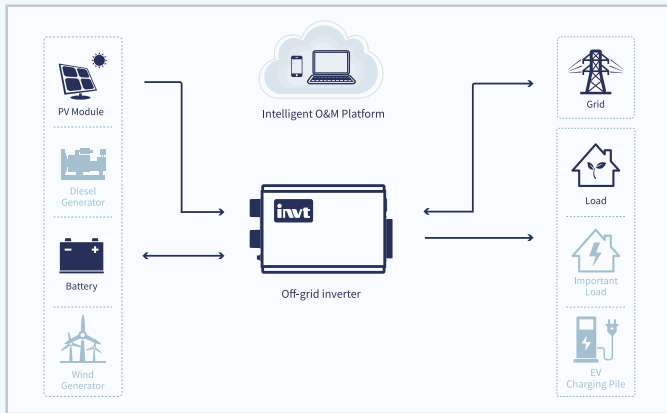 PV Module
Diesel
Generator
Battery
Wind
Generator
Intelligent O&M Platform
invt
Off-grid inverter
Grid
Load
Important
Load
EV
Charging Pile